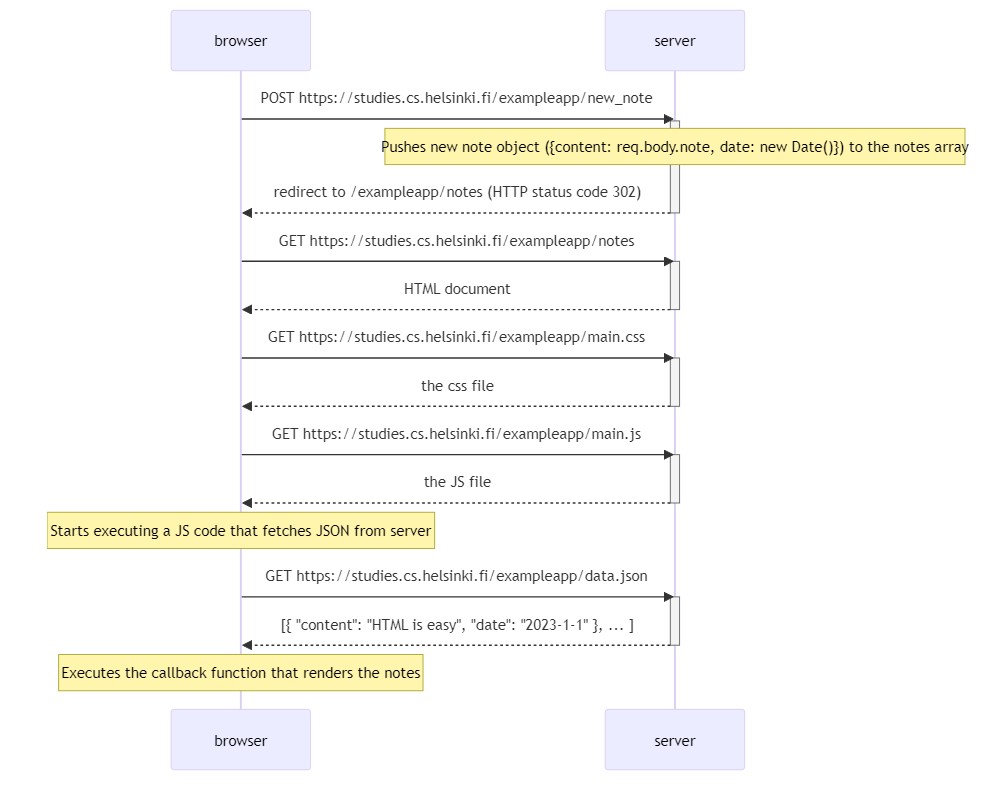 browser
server
POST https://studies.cs.helsinki.fi/exampleapp/new_note
Pushes new note object ({content: req.body.note, date: new Date()}) to the notes array
redirect to /exampleapp/notes (HTTP status code 302)
GET https://studies.cs.helsinki.fi/exampleapp/notes
HTML document
GET https://studies.cs.helsinki.fi/exampleapp/main.css
the css file
GET https://studies.cs.helsinki.fi/exampleapp/main.js
the JS file
Starts executing a JS code that fetches JSON from server
GET https://studies.cs.helsinki.fi/exampleapp/data.json
[{ "content": "HTML is easy", "date": "2023-1-1" }, ... ]
Executes the callback function that renders the notes
browser
server